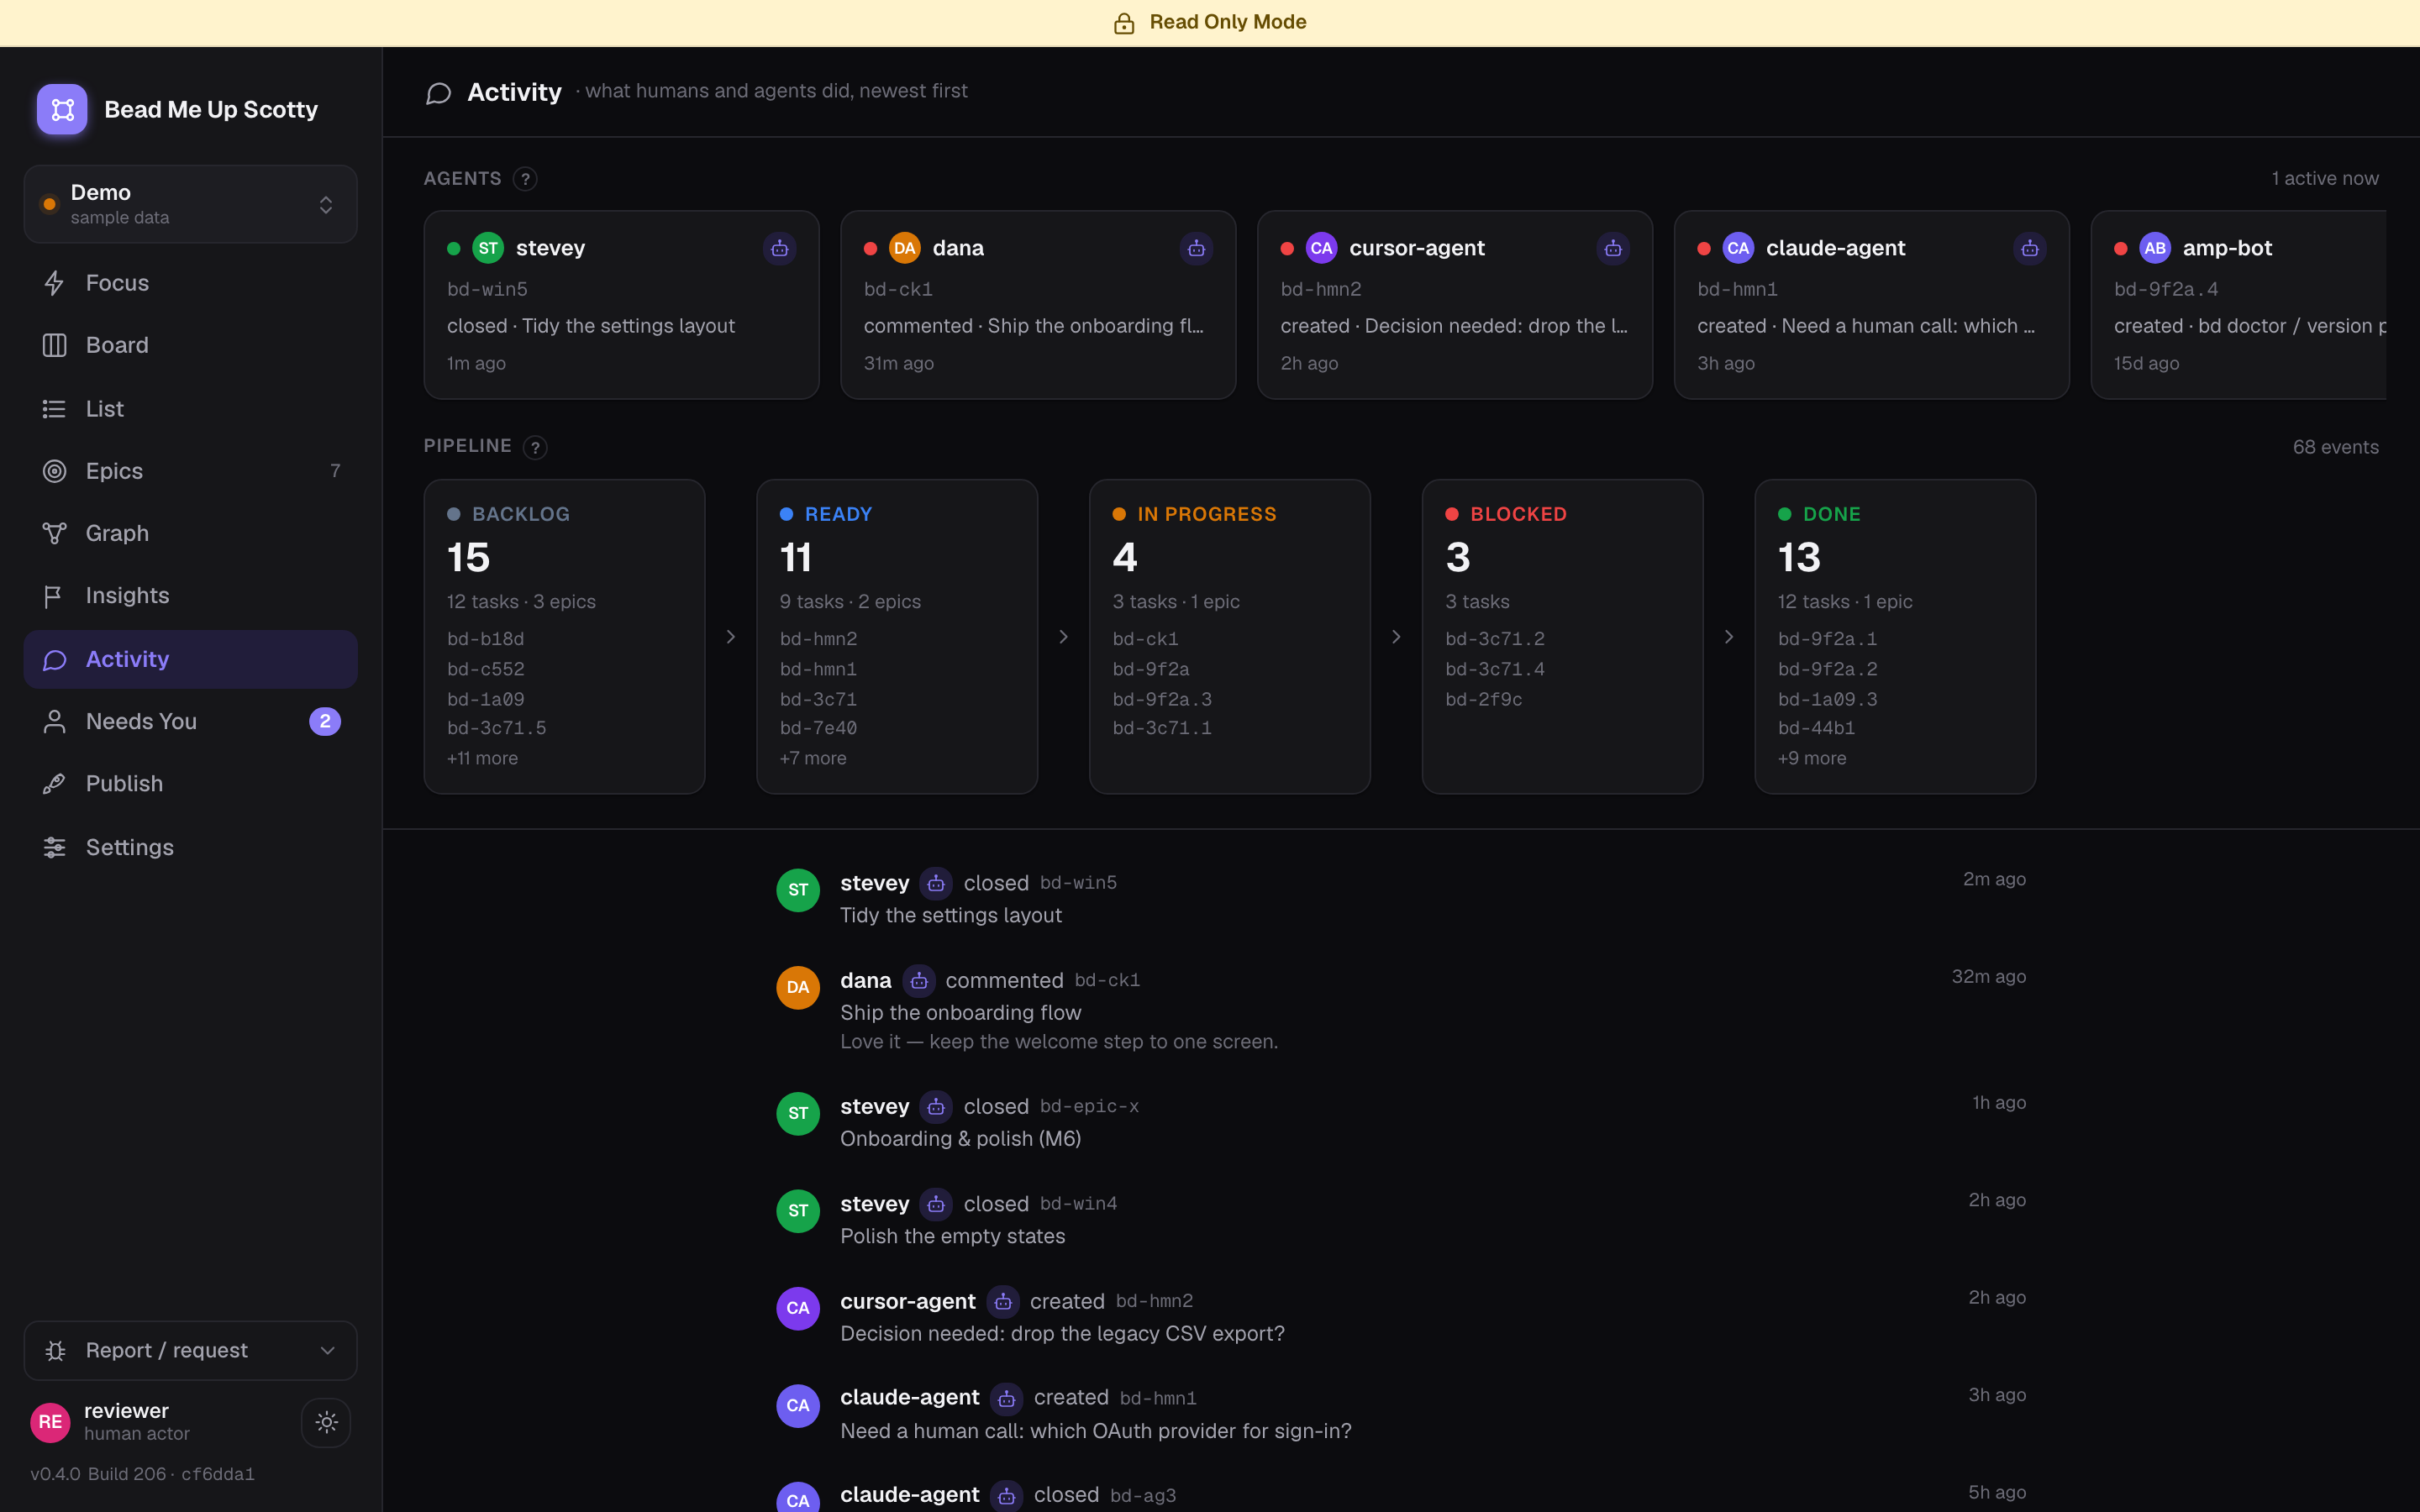 Read Only Mode
Bead Me Up Scotty
Demo
sample data
Focus
Board
List
Epics 7
Graph
Insights
Activity
Needs You 2
Publish
Settings
Report / request
RE reviewer
human actor
v0.4.0 Build 206 · cf6dda1
Activity · what humans and agents did, newest first
AGENTS ? 1 active now
ST stevey
bd-win5
closed · Tidy the settings layout
1m ago
DA dana
bd-ck1
commented · Ship the onboarding fl...
31m ago
CA cursor-agent
bd-hmn2
created · Decision needed: drop the l...
2h ago
CA claude-agent
bd-hmn1
created · Need a human call: which ...
3h ago
AB amp-bot
bd-9f2a.4
created · bd doctor / version p
15d ago
PIPELINE ? 68 events
BACKLOG
15
12 tasks · 3 epics
bd-b18d
bd-c552
bd-1a09
bd-3c71.5
+11 more
READY
11
9 tasks · 2 epics
bd-hmn2
bd-hmn1
bd-3c71
bd-7e40
+7 more
IN PROGRESS
4
3 tasks · 1 epic
bd-ck1
bd-9f2a
bd-9f2a.3
bd-3c71.1
BLOCKED
3
3 tasks
bd-3c71.2
bd-3c71.4
bd-2f9c
DONE
13
12 tasks · 1 epic
bd-9f2a.1
bd-9f2a.2
bd-1a09.3
bd-44b1
+9 more
ST stevey closed bd-win5 2m ago
Tidy the settings layout
DA dana commented bd-ck1 32m ago
Ship the onboarding flow
Love it — keep the welcome step to one screen.
ST stevey closed bd-epic-x 1h ago
Onboarding & polish (M6)
ST stevey closed bd-win4 2h ago
Polish the empty states
CA cursor-agent created bd-hmn2 2h ago
Decision needed: drop the legacy CSV export?
CA claude-agent created bd-hmn1 3h ago
Need a human call: which OAuth provider for sign-in?
CA claude-agent closed bd-ag3 5h ago